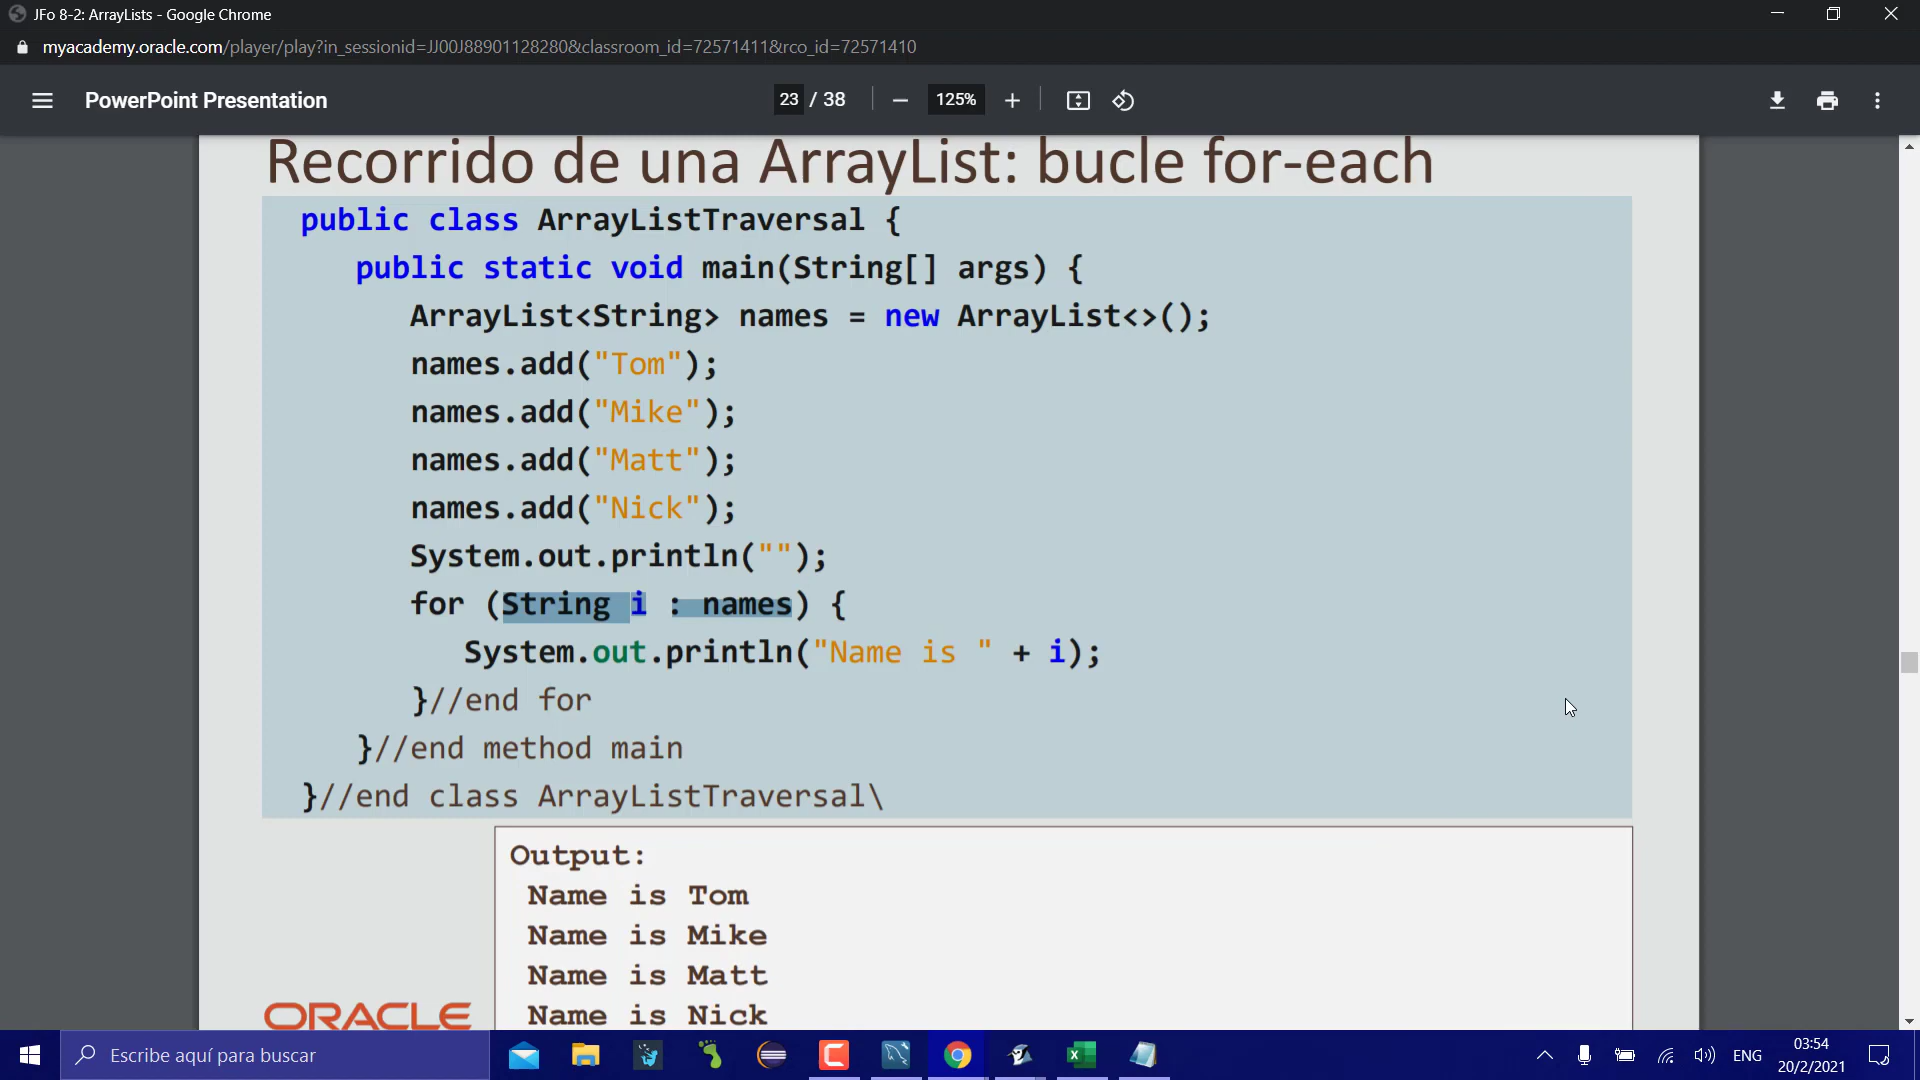 JFo 8-2: ArrayLists - Google Chrome
myacademy.oracle.com/player/play?in_sessionid=JJ00J88901128280&classroom_id=72571411&rco_id=72571410
PowerPoint Presentation
23 / 38
125%
Recorrido de una ArrayList: bucle for-each
public class ArrayListTraversal {
public static void main(String[] args) {
ArrayList<String> names = new ArrayList<>();
names.add("Tom");
names.add("Mike");
names.add("Matt");
names.add("Nick");
System.out.println("");
for (String i : names) {
System.out.println("Name is " + i);
}//end for
}//end method main
}//end class ArrayListTraversal\
Output:
Name is Tom
Name is Mike
Name is Matt
Name is Nick
ORACLE
Escribe aquí para buscar
ENG
03:54
20/2/2021